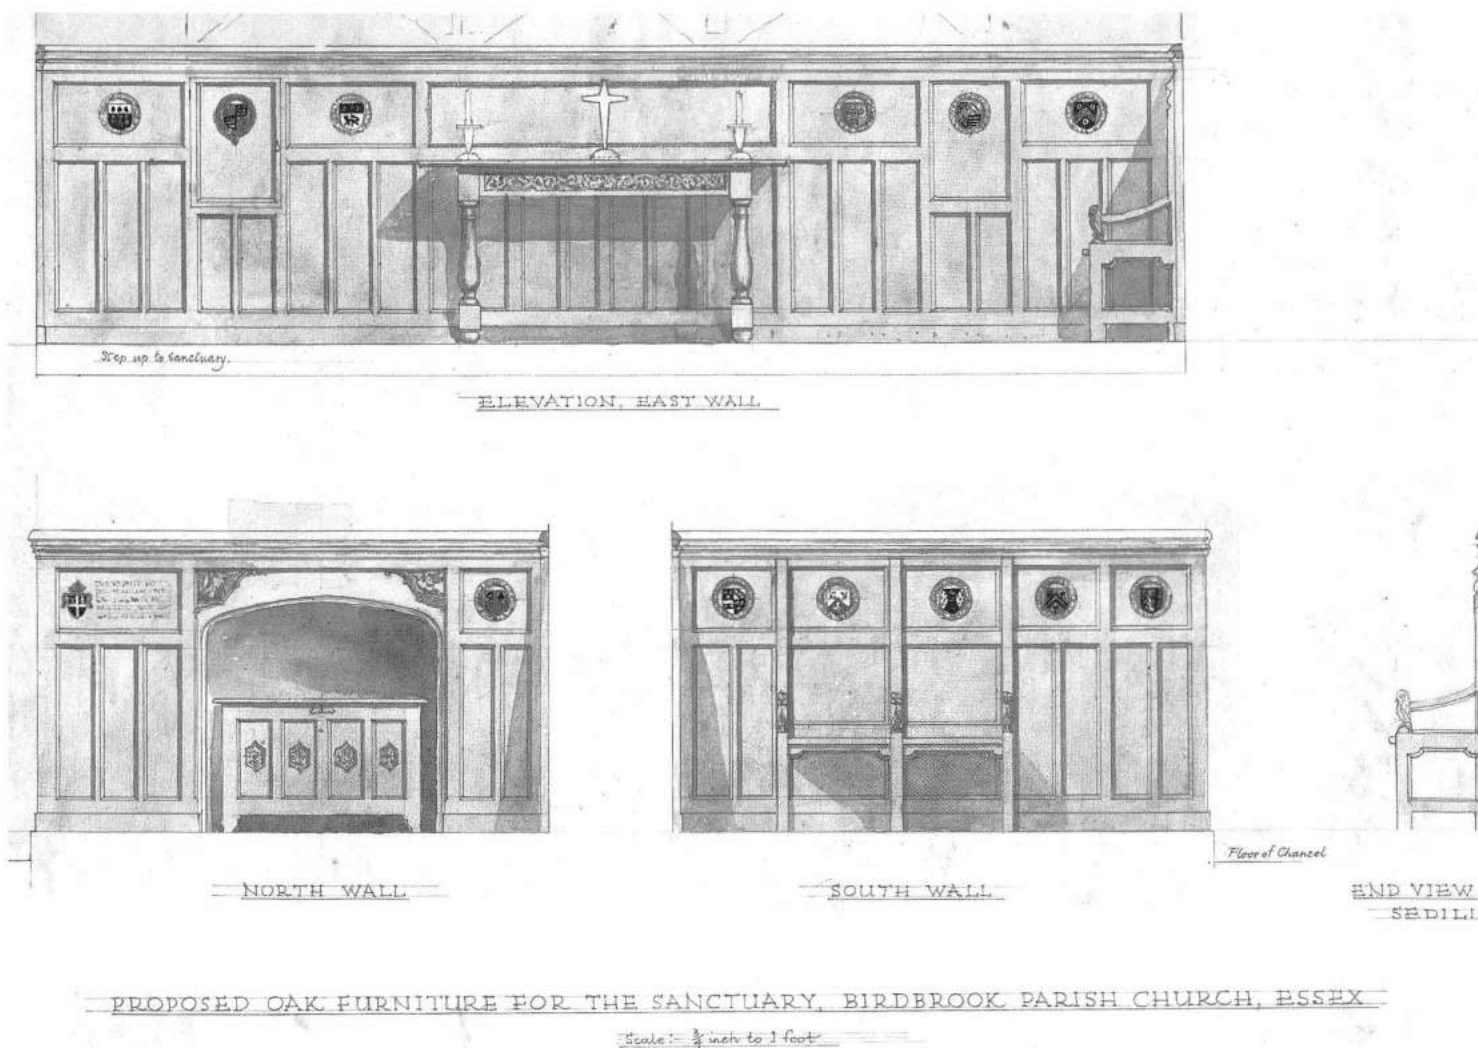 Step up to Sanctuary.
ELEVATION, EAST WALL
Floor of Chancel
NORTH WALL
SOUTH WALL
END VIEW
SEDILI
PROPOSED OAK FURNITURE FOR THE SANCTUARY, BIRDBROOK PARISH CHURCH, ESSEX
Scale:- ¾ inch to 1 foot